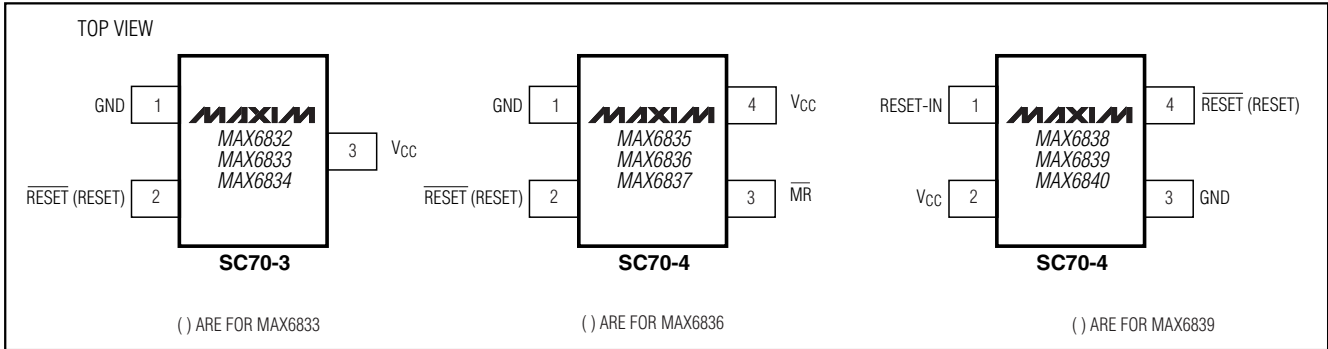 TOP VIEW
GND 1
MAXIM
MAX6832
MAX6833
MAX6834
3 VCC
RESET (RESET) 2
SC70-3
( ) ARE FOR MAX6833
GND 1
MAXIM
MAX6835
MAX6836
MAX6837
4 VCC
RESET (RESET) 2
3 MR
SC70-4
( ) ARE FOR MAX6836
RESET-IN 1
MAXIM
MAX6838
MAX6839
MAX6840
4 RESET (RESET)
VCC 2
3 GND
SC70-4
( ) ARE FOR MAX6839